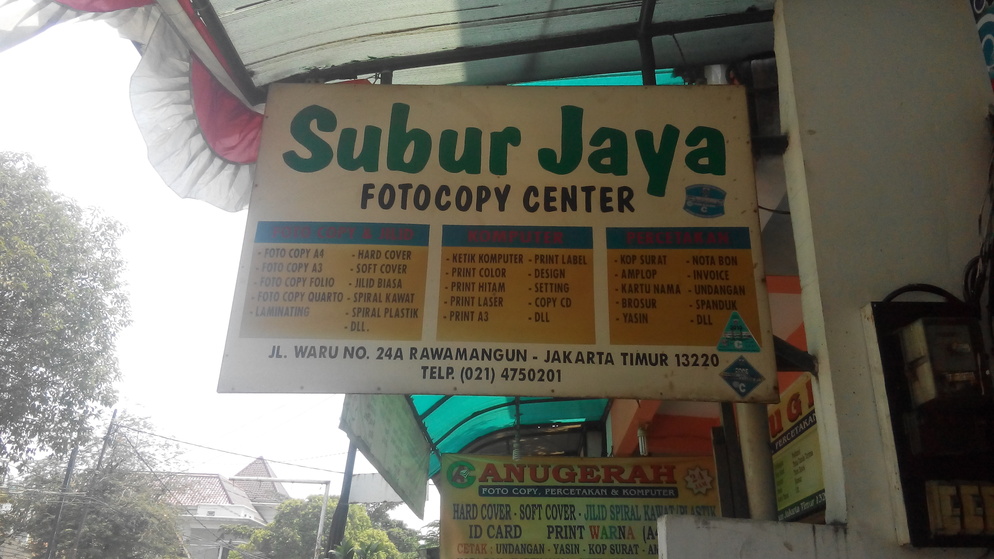 Subur Jaya
FOTOCOPY CENTER
FOTO COPY & JILID
- FOTO COPY A4
- FOTO COPY A3
- FOTO COPY FOLIO
- FOTO COPY QUARTO
- LAMINATING
- HARD COVER
- SOFT COVER
- JILID BIASA
- SPIRAL KAWAT
- SPIRAL PLASTIK
- DLL.
KOMPUTER
- KETIK KOMPUTER
- PRINT COLOR
- PRINT HITAM
- PRINT LASER
- PRINT A3
- PRINT LABEL
- DESIGN
- SETTING
- COPY CD
- DLL
PERCETAKAN
- KOP SURAT
- AMPLOP
- KARTU NAMA
- BROSUR
- YASIN
- NOTA BON
- INVOICE
- UNDANGAN
- SPANDUK
- DLL
JL. WARU NO. 24A RAWAMANGUN - JAKARTA TIMUR 13220
TELP. (021) 4750201
ANUGERAH
FOTO COPY, PERCETAKAN & KOMPUTER
HARD COVER - SOFT COVER - JILID SPIRAL KAWAT/PLASTIK
ID CARD PRINT WARNA
CETAK : UNDANGAN - YASIN - KOP SURAT -